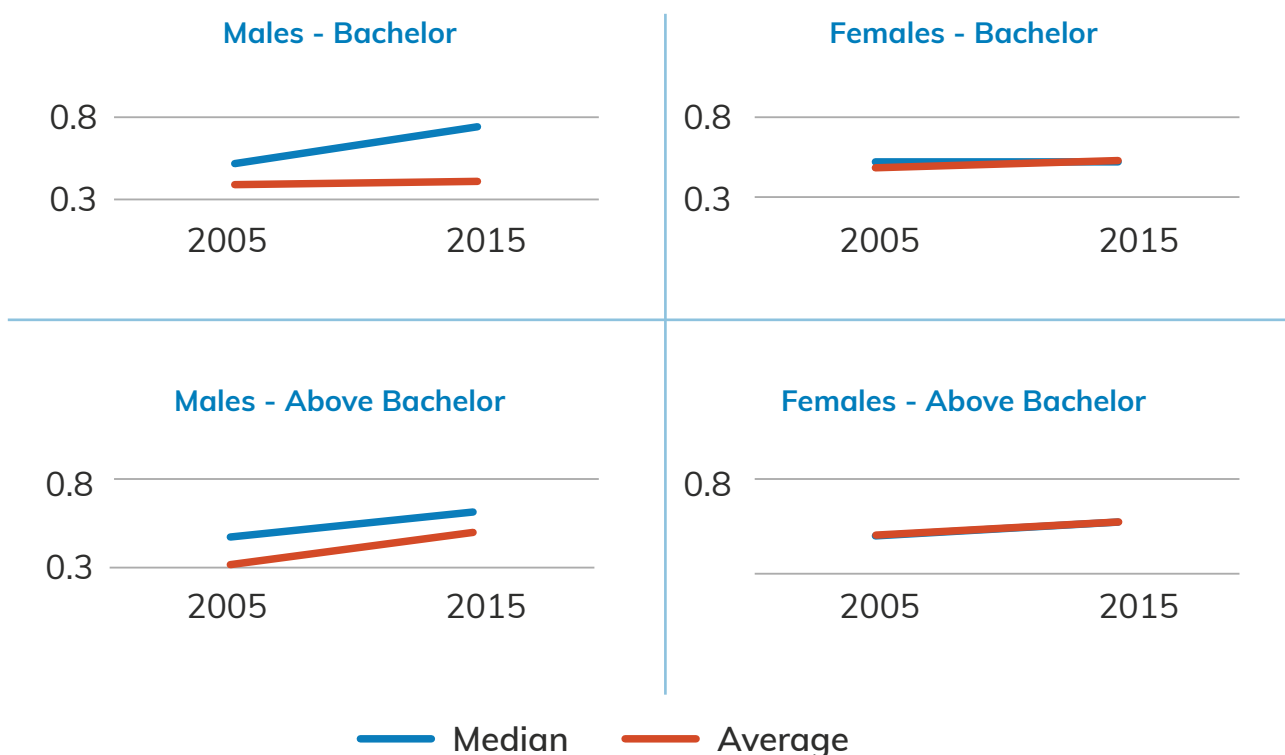 Males - Bachelor
0.8
0.3
2005 2015
Females - Bachelor
0.8
0.3
2005 2015
Males - Above Bachelor
0.8
0.3
2005 2015
Females - Above Bachelor
0.8
2005 2015
Median Average